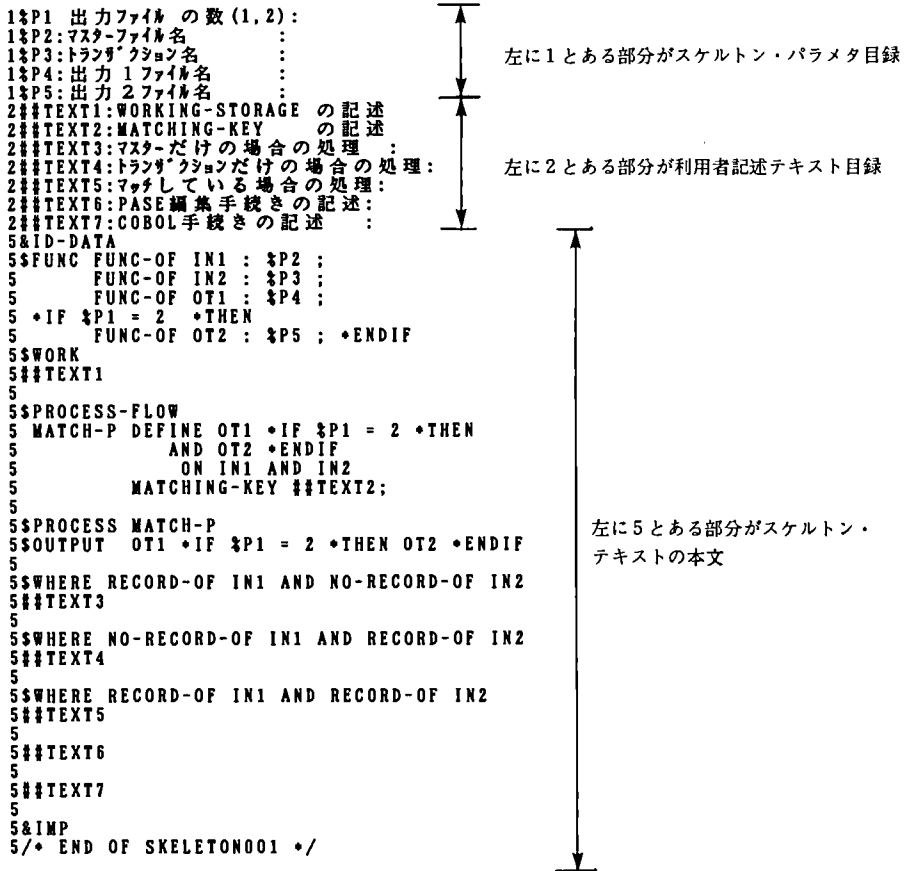 1%P1 出力ファイル の数(1,2):
1%P2:マスターファイル名 :
1%P3:トランザクション名 :
1%P4:出力1ファイル名 :
1%P5:出力2ファイル名 :
左に1とある部分がスケルトン・パラメタ目録
2##TEXT1:WORKING-STORAGE の記述
2##TEXT2:MATCHING-KEY の記述
2##TEXT3:マスターだけの場合の処理 :
2##TEXT4:トランザクションだけの場合の処理:
2##TEXT5:マッチしている場合の処理:
2##TEXT6:PASE編集手続きの記述:
2##TEXT7:COBOL手続きの記述 :
左に2とある部分が利用者記述テキスト目録
5&ID-DATA
5$FUNC FUNC-OF IN1 : %P2 ;
5 FUNC-OF IN2 : %P3 ;
5 FUNC-OF OT1 : %P4 ;
5 *IF %P1 = 2 *THEN
5 FUNC-OF OT2 : %P5 ; *ENDIF
5$WORK
5##TEXT1
5
5$PROCESS-FLOW
5 MATCH-P DEFINE OT1 *IF %P1 = 2 *THEN
5 AND OT2 *ENDIF
5 ON IN1 AND IN2
5 MATCHING-KEY ##TEXT2;
5
5$PROCESS MATCH-P
5$OUTPUT OT1 *IF %P1 = 2 *THEN OT2 *ENDIF
5
5$WHERE RECORD-OF IN1 AND NO-RECORD-OF IN2
5##TEXT3
5
5$WHERE NO-RECORD-OF IN1 AND RECORD-OF IN2
5##TEXT4
5
5$WHERE RECORD-OF IN1 AND RECORD-OF IN2
5##TEXT5
5
5##TEXT6
5
5##TEXT7
5
5&IMP
5/* END OF SKELETON001 */
左に5とある部分がスケルトン・
テキストの本文